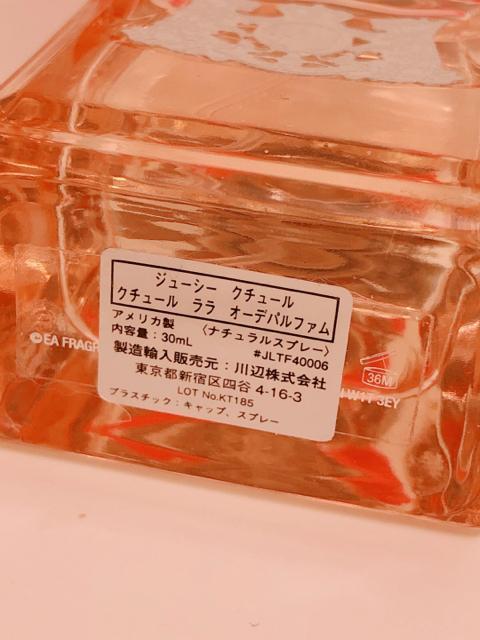 ジューシー クチュール
クチュール ララ オーデパルファム
アメリカ製 〈ナチュラルスプレー〉
内容量：30mL #JLTF40006
製造輸入販売元：川辺株式会社
東京都新宿区四谷 4-16-3
LOT No.KT185
プラスチック：キャップ、スプレー
©EA FRAG
36M
W1T 3EY